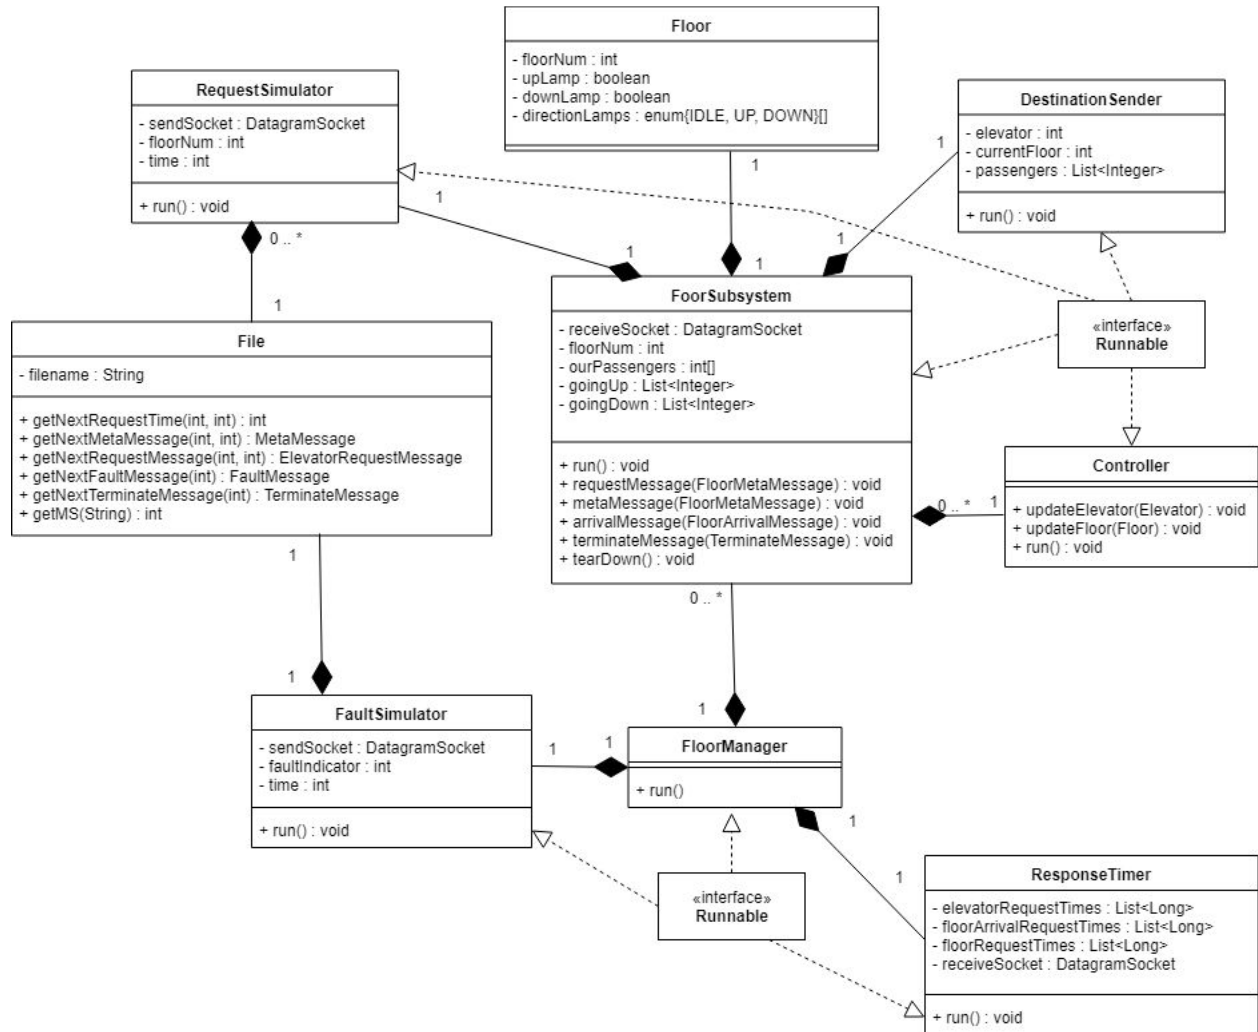 Floor
- floorNum : int
- upLamp : boolean
- downLamp : boolean
- directionLamps : enum{IDLE, UP, DOWN}[]
1
RequestSimulator
- sendSocket : DatagramSocket
- floorNum : int
- time : int
+ run() : void
1
0 .. *
1
1
DestinationSender
- elevator : int
- currentFloor : int
- passengers : List<Integer>
+ run() : void
1
1
1
FoorSubsystem
- receiveSocket : DatagramSocket
- floorNum : int
- ourPassengers : int[]
- goingUp : List<Integer>
- goingDown : List<Integer>
+ run() : void
+ requestMessage(FloorMetaMessage) : void
+ metaMessage(FloorMetaMessage) : void
+ arrivalMessage(FloorArrivalMessage) : void
+ terminateMessage(TerminateMessage) : void
+ tearDown() : void
0 .. *
«interface»
Runnable
File
- filename : String
+ getNextRequestTime(int, int) : int
+ getNextMetaMessage(int, int) : MetaMessage
+ getNextRequestMessage(int, int) : ElevatorRequestMessage
+ getNextFaultMessage(int) : FaultMessage
+ getNextTerminateMessage(int) : TerminateMessage
+ getMS(String) : int
1
1
Controller
+ updateElevator(Elevator) : void
+ updateFloor(Floor) : void
+ run() : void
0 .. *
1
FaultSimulator
- sendSocket : DatagramSocket
- faultIndicator : int
- time : int
+ run() : void
1
1
1
FloorManager
+ run()
1
1
«interface»
Runnable
ResponseTimer
- elevatorRequestTimes : List<Long>
- floorArrivalRequestTimes : List<Long>
- floorRequestTimes : List<Long>
- receiveSocket : DatagramSocket
+ run() : void